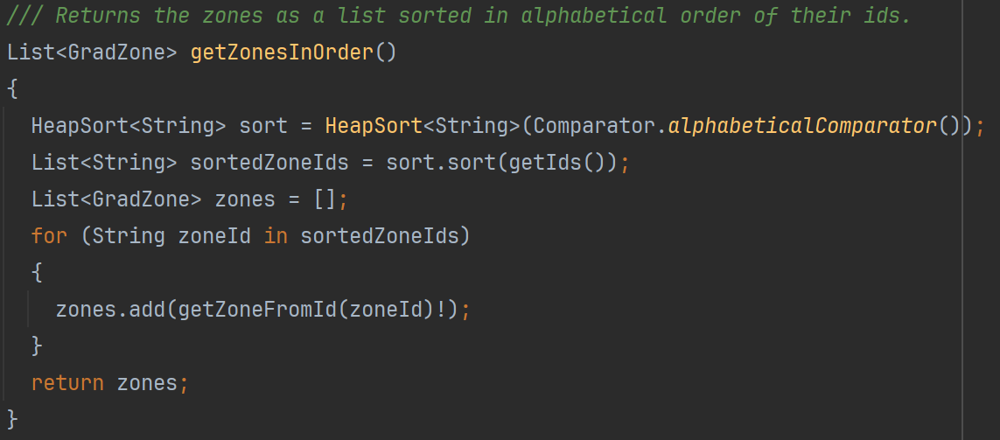 /// Returns the zones as a list sorted in alphabetical order of their ids.
List<GradZone> getZonesInOrder()
{
  HeapSort<String> sort = HeapSort<String>(Comparator.alphabeticalComparator());
  List<String> sortedZoneIds = sort.sort(getIds());
  List<GradZone> zones = [];
  for (String zoneId in sortedZoneIds)
  {
    zones.add(getZoneFromId(zoneId)!);
  }
  return zones;
}